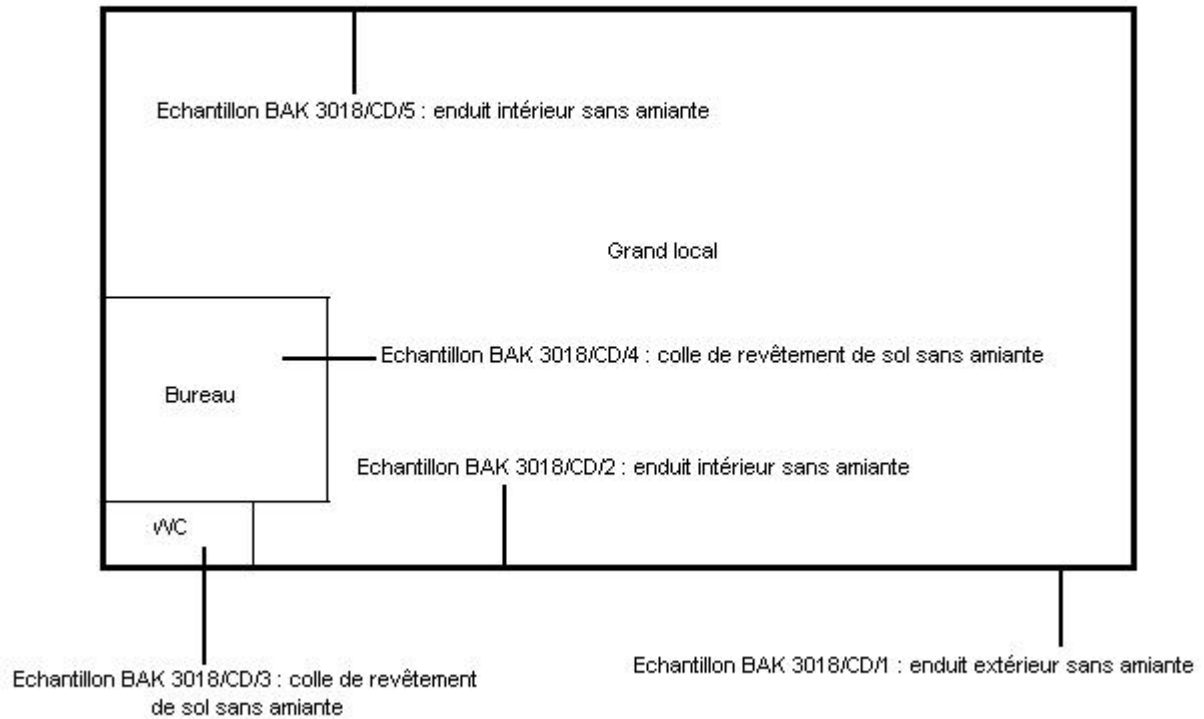 Echantillon BAK 3018/CD/5 : enduit intérieur sans amiante
Grand local
Echantillon BAK 3018/CD/4 : colle de revêtement de sol sans amiante
Bureau
Echantillon BAK 3018/CD/2 : enduit intérieur sans amiante
WC
Echantillon BAK 3018/CD/1 : enduit extérieur sans amiante
Echantillon BAK 3018/CD/3 : colle de revêtement
de sol sans amiante